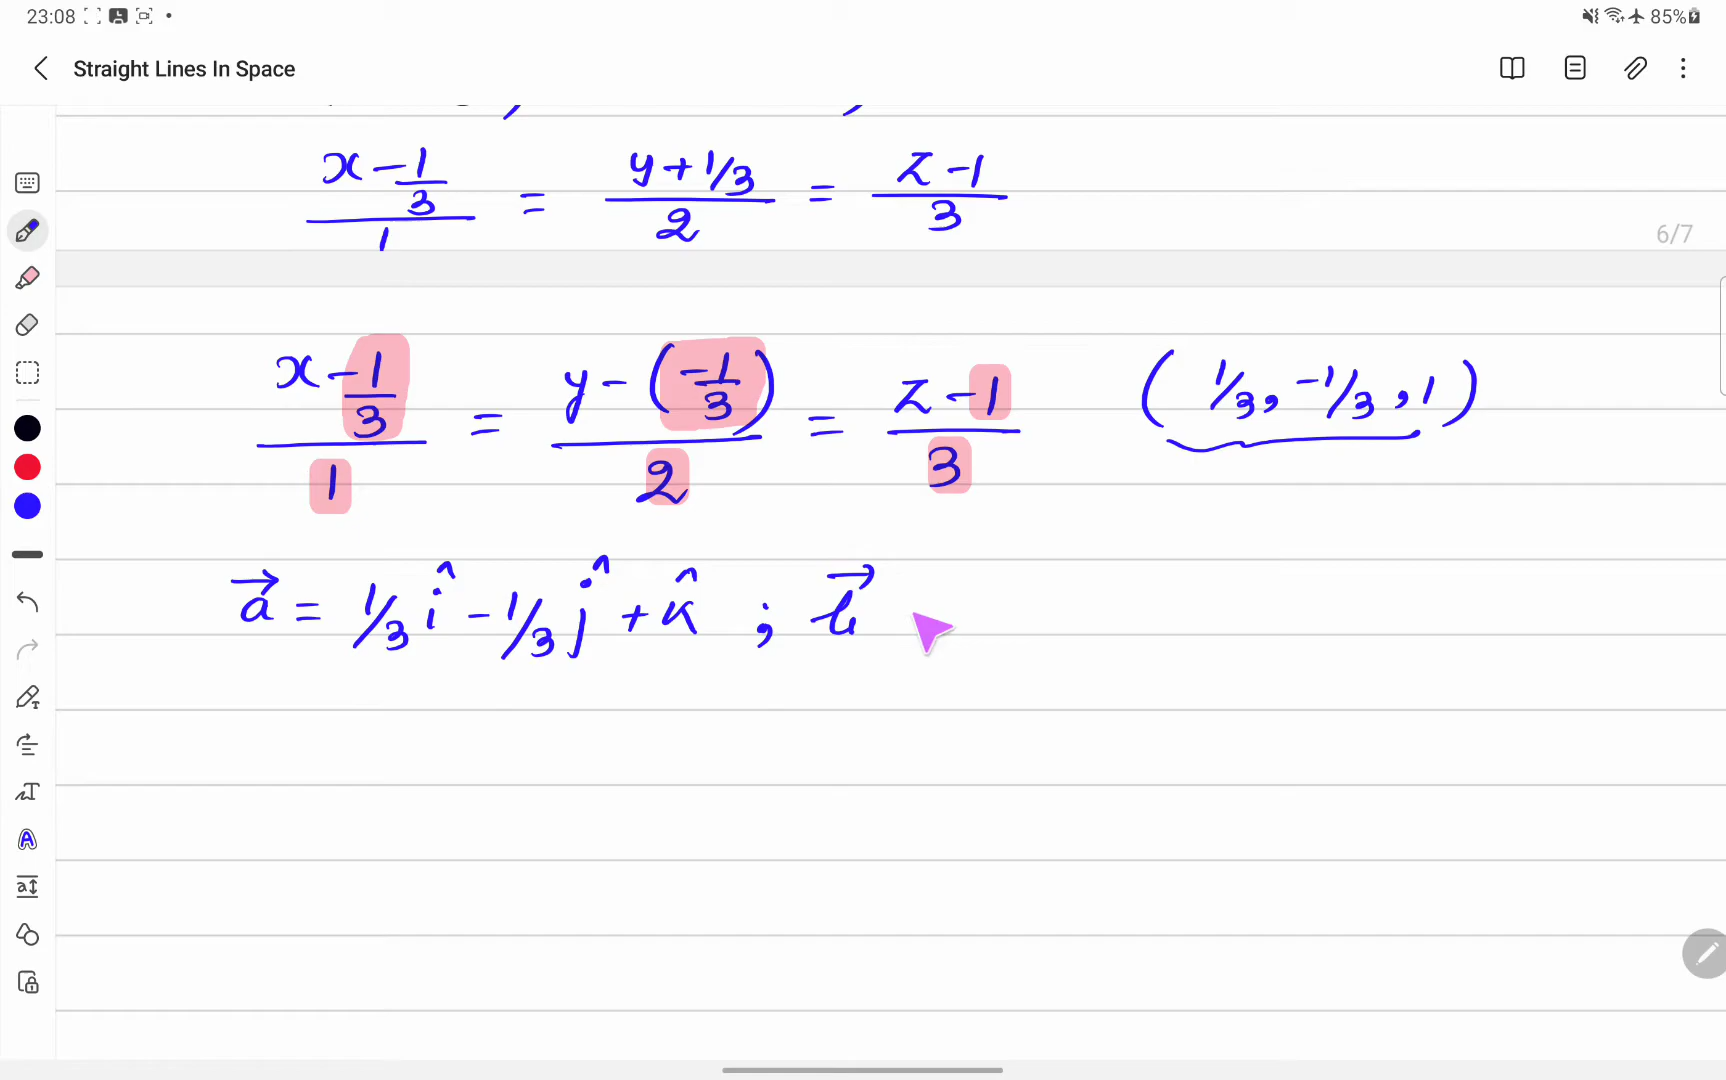 23:08 85%
Straight Lines In Space
x - 1/3 / 1 = y + 1/3 / 2 = z - 1 / 3
6/7
x - 1/3 / 1 = y - (-1/3) / 2 = z - 1 / 3 (1/3, -1/3, 1)
a⃗ = 1/3 î - 1/3 ĵ + k̂ ; b⃗